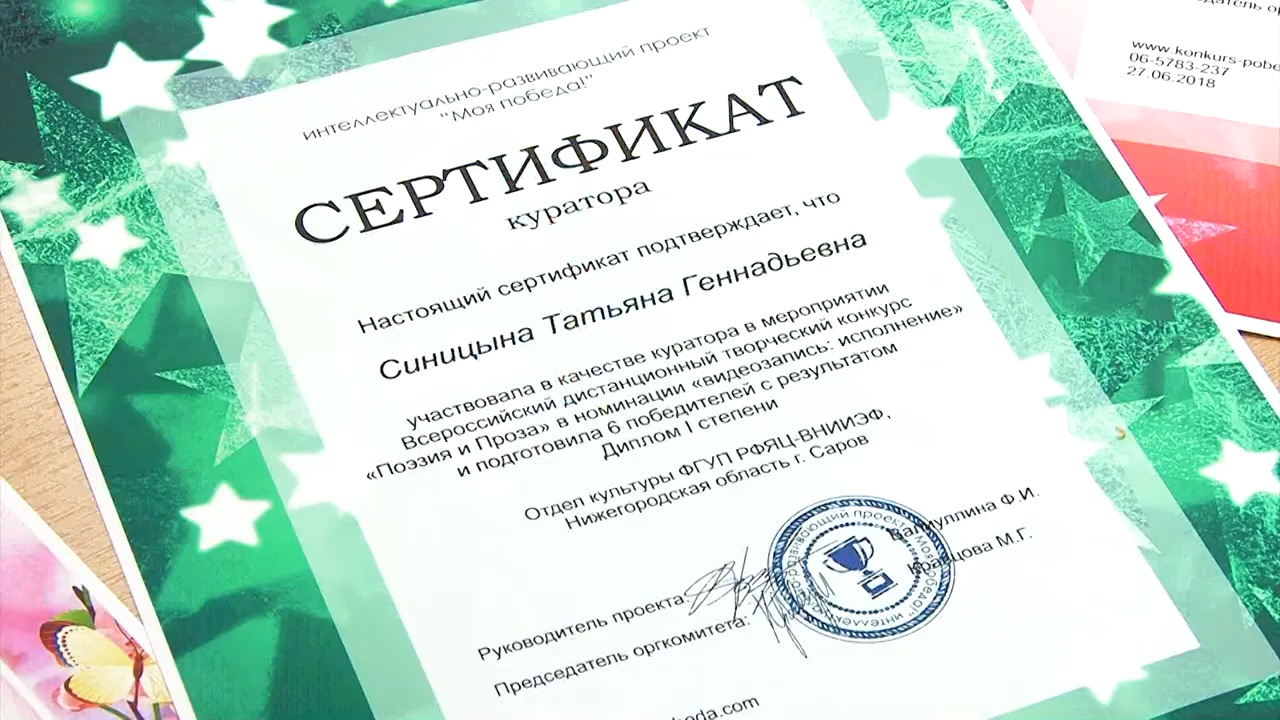 интеллектуально-развивающий проект
"Моя победа!"
СЕРТИФИКАТ
куратора
Настоящий сертификат подтверждает, что
Синицына Татьяна Геннадьевна
участвовала в качестве куратора в мероприятии
Всероссийский дистанционный творческий конкурс
«Поэзия и Проза» в номинации «видеозапись: исполнение»
и подготовила 6 победителей с результатом
Диплом I степени
Отдел культуры ФГУП РФЯЦ-ВНИИЭФ,
Нижегородская область г. Саров
Руководитель проекта: Ф.И.
Председатель оргкомитета: Кравцова М.Г.
www.konkurs-pobe
06-5783-237
27.06.2018